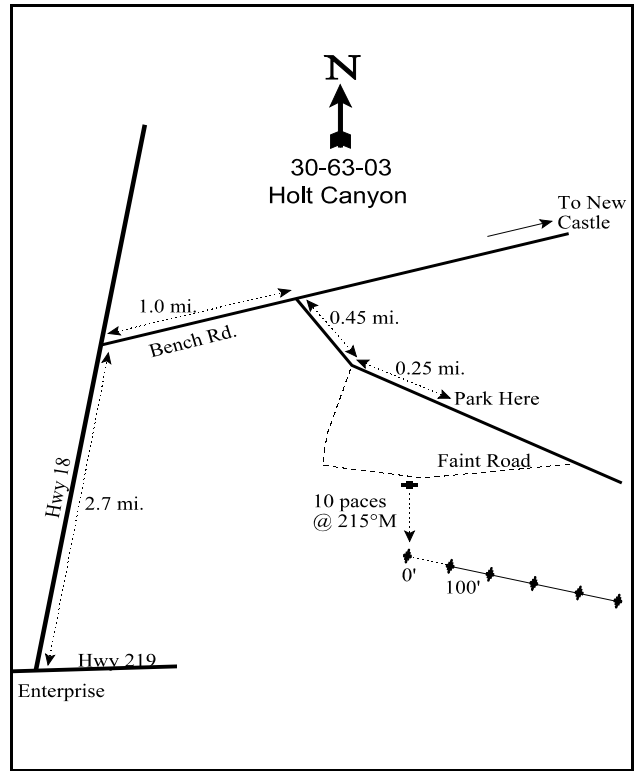 N
30-63-03
Holt Canyon
To New
Castle
1.0 mi.
Bench Rd.
0.45 mi.
0.25 mi.
Park Here
Faint Road
Hwy 18
2.7 mi.
10 paces
@ 215°M
0'
100'
Hwy 219
Enterprise